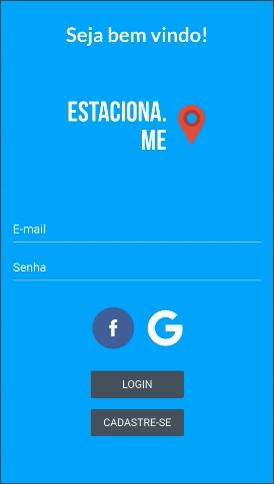 Seja bem vindo!
ESTACIONA.
ME
E-mail
Senha
f G
LOGIN
CADASTRE-SE